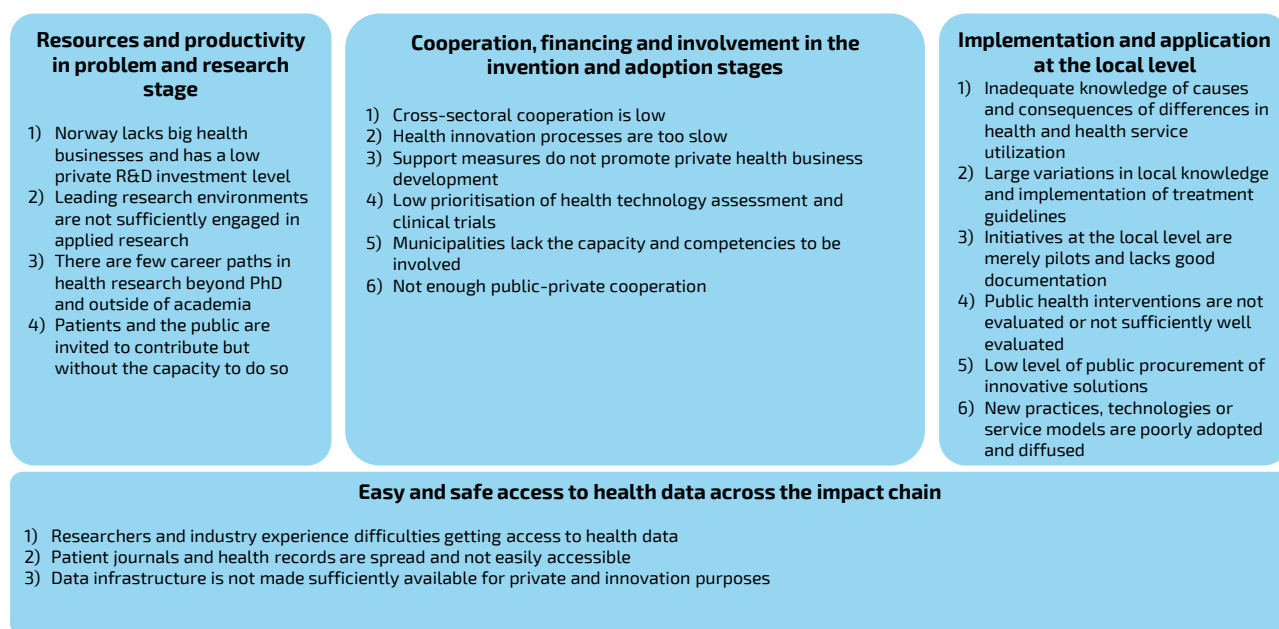 Resources and productivity
in problem and research
stage
1) Norway lacks big health
businesses and has a low
private R&D investment level
2) Leading research environments
are not sufficiently engaged in
applied research
3) There are few career paths in
health research beyond PhD
and outside of academia
4) Patients and the public are
invited to contribute but
without the capacity to do so
Cooperation, financing and involvement in the
invention and adoption stages
1) Cross-sectoral cooperation is low
2) Health innovation processes are too slow
3) Support measures do not promote private health business
development
4) Low prioritisation of health technology assessment and
clinical trials
5) Municipalities lack the capacity and competencies to be
involved
6) Not enough public-private cooperation
Implementation and application
at the local level
1) Inadequate knowledge of causes
and consequences of differences in
health and health service
utilization
2) Large variations in local knowledge
and implementation of treatment
guidelines
3) Initiatives at the local level are
merely pilots and lacks good
documentation
4) Public health interventions are not
evaluated or not sufficiently well
evaluated
5) Low level of public procurement of
innovative solutions
6) New practices, technologies or
service models are poorly adopted
and diffused
Easy and safe access to health data across the impact chain
1) Researchers and industry experience difficulties getting access to health data
2) Patient journals and health records are spread and not easily accessible
3) Data infrastructure is not made sufficiently available for private and innovation purposes